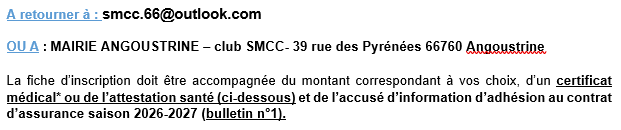 A retourner à : smcc.66@outlook.com
OU A : MAIRIE ANGOUSTRINE – club SMCC- 39 rue des Pyrénées 66760 Angoustrine
La fiche d'inscription doit être accompagnée du montant correspondant à vos choix, d'un certificat
médical* ou de l'attestation santé (ci-dessous) et de l'accusé d'information d'adhésion au contrat
d'assurance saison 2026-2027 (bulletin n°1).